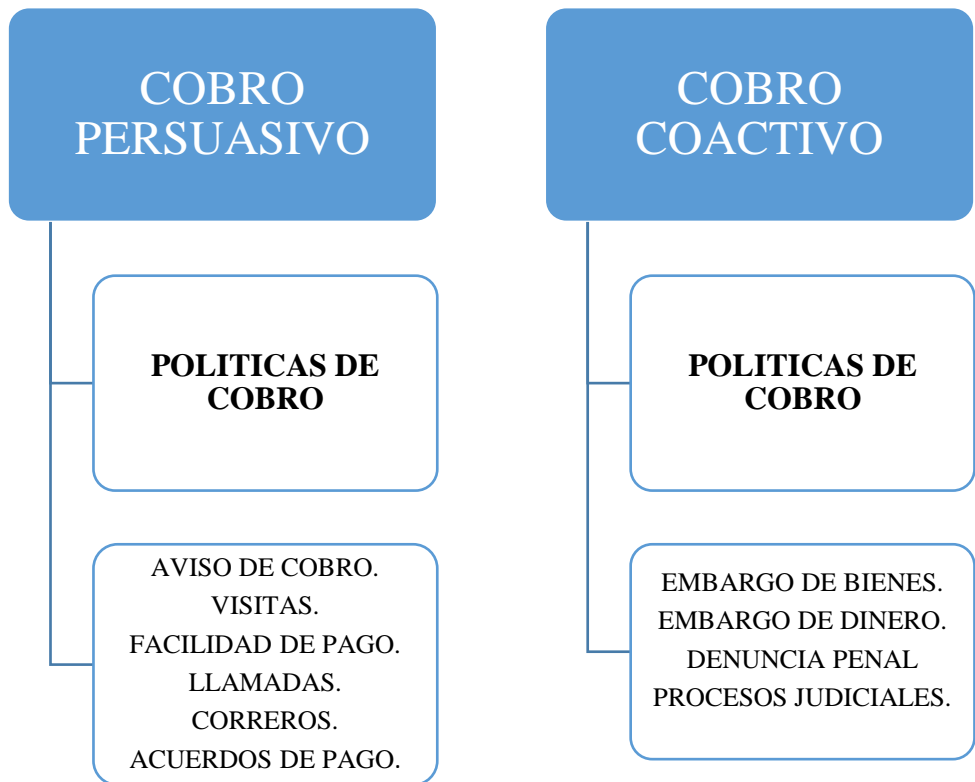 COBRO
PERSUASIVO
POLITICAS DE
COBRO
AVISO DE COBRO.
VISITAS.
FACILIDAD DE PAGO.
LLAMADAS.
CORREROS.
ACUERDOS DE PAGO.
COBRO
COACTIVO
POLITICAS DE
COBRO
EMBARGO DE BIENES.
EMBARGO DE DINERO.
DENUNCIA PENAL
PROCESOS JUDICIALES.